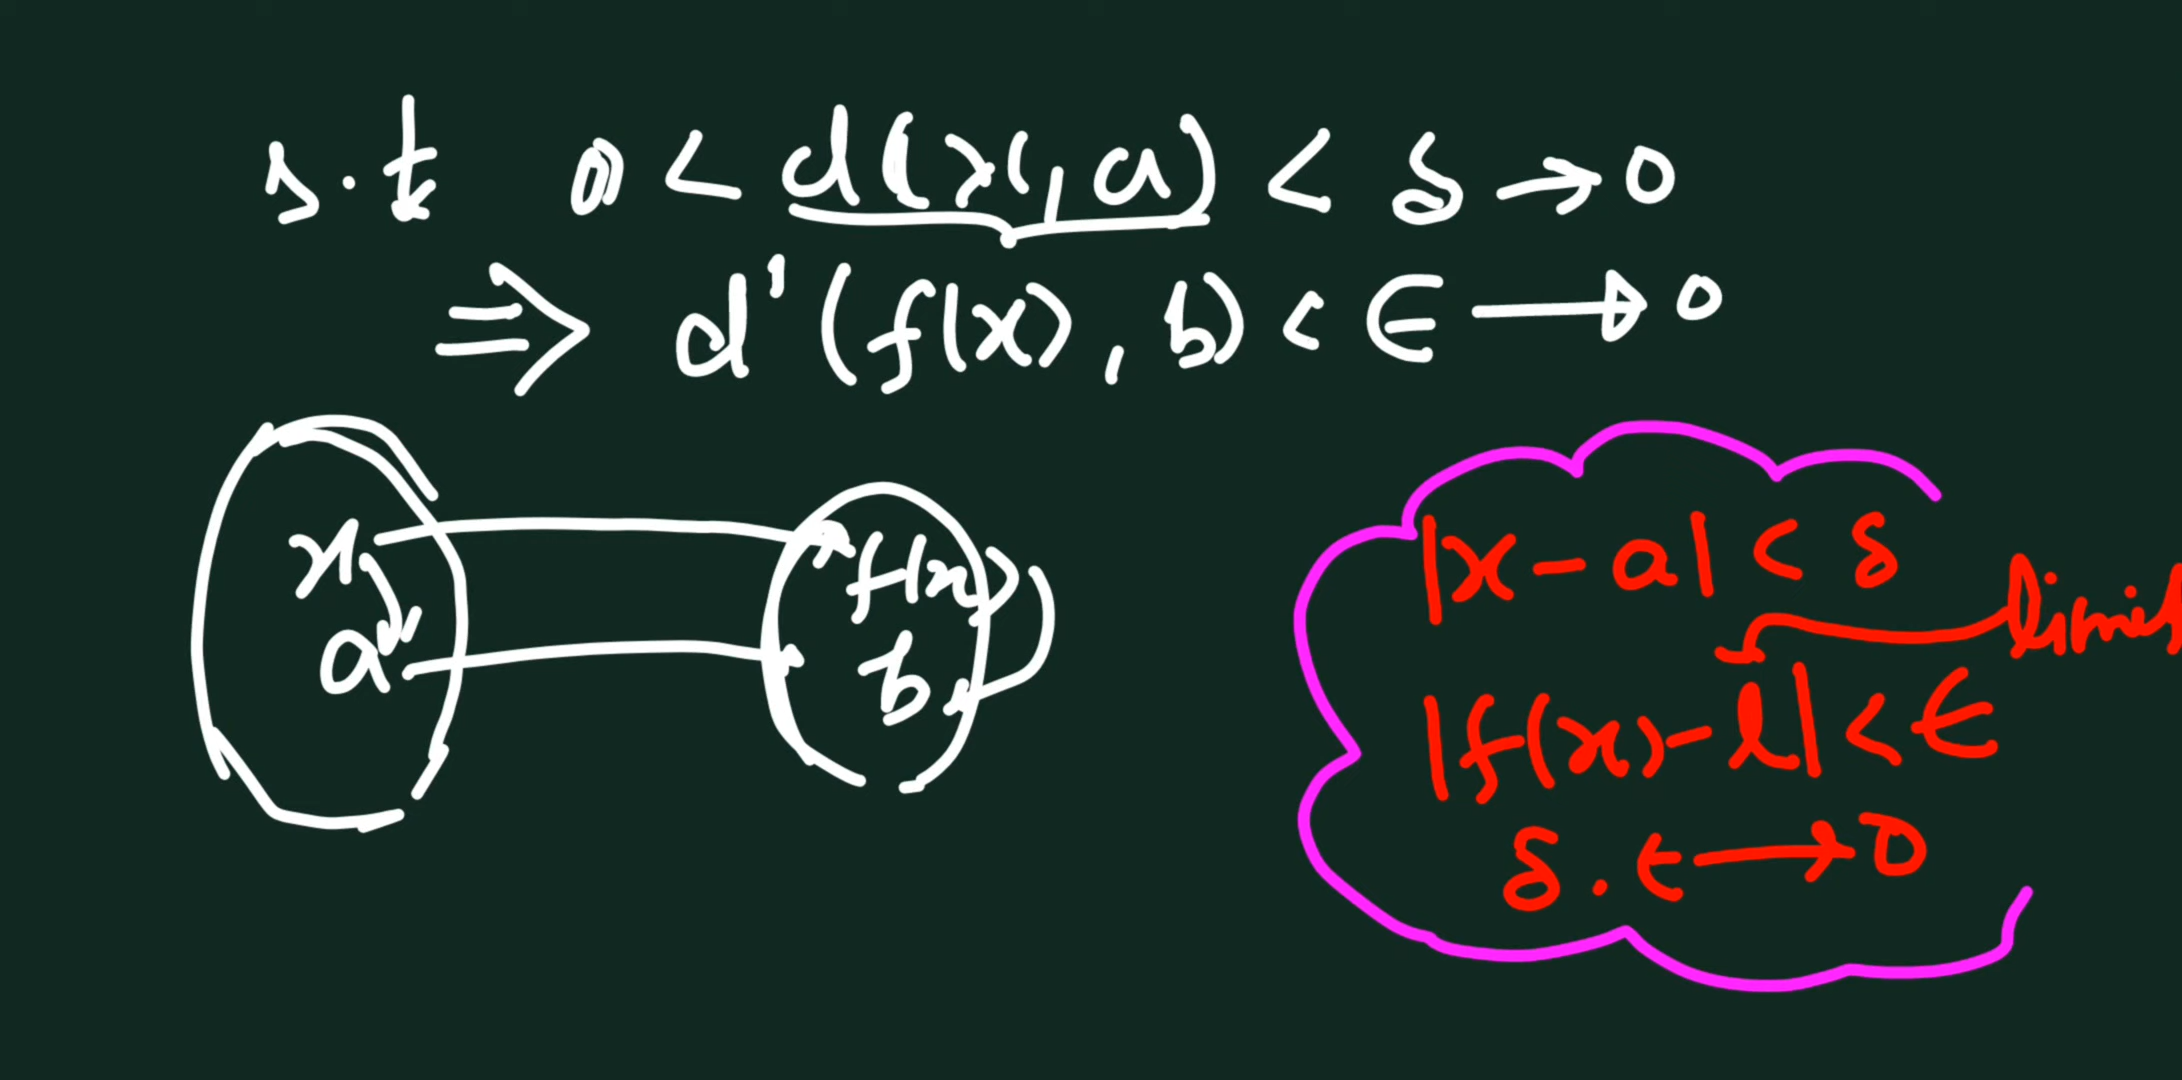 s.t 0 < d(x, a) < δ → 0
⇒ d'(f(x), b) < ∈ → 0
x
a
f(x)
b
|x - a| < δ
limit
|f(x) - l| < ∈
δ . ∈ → 0